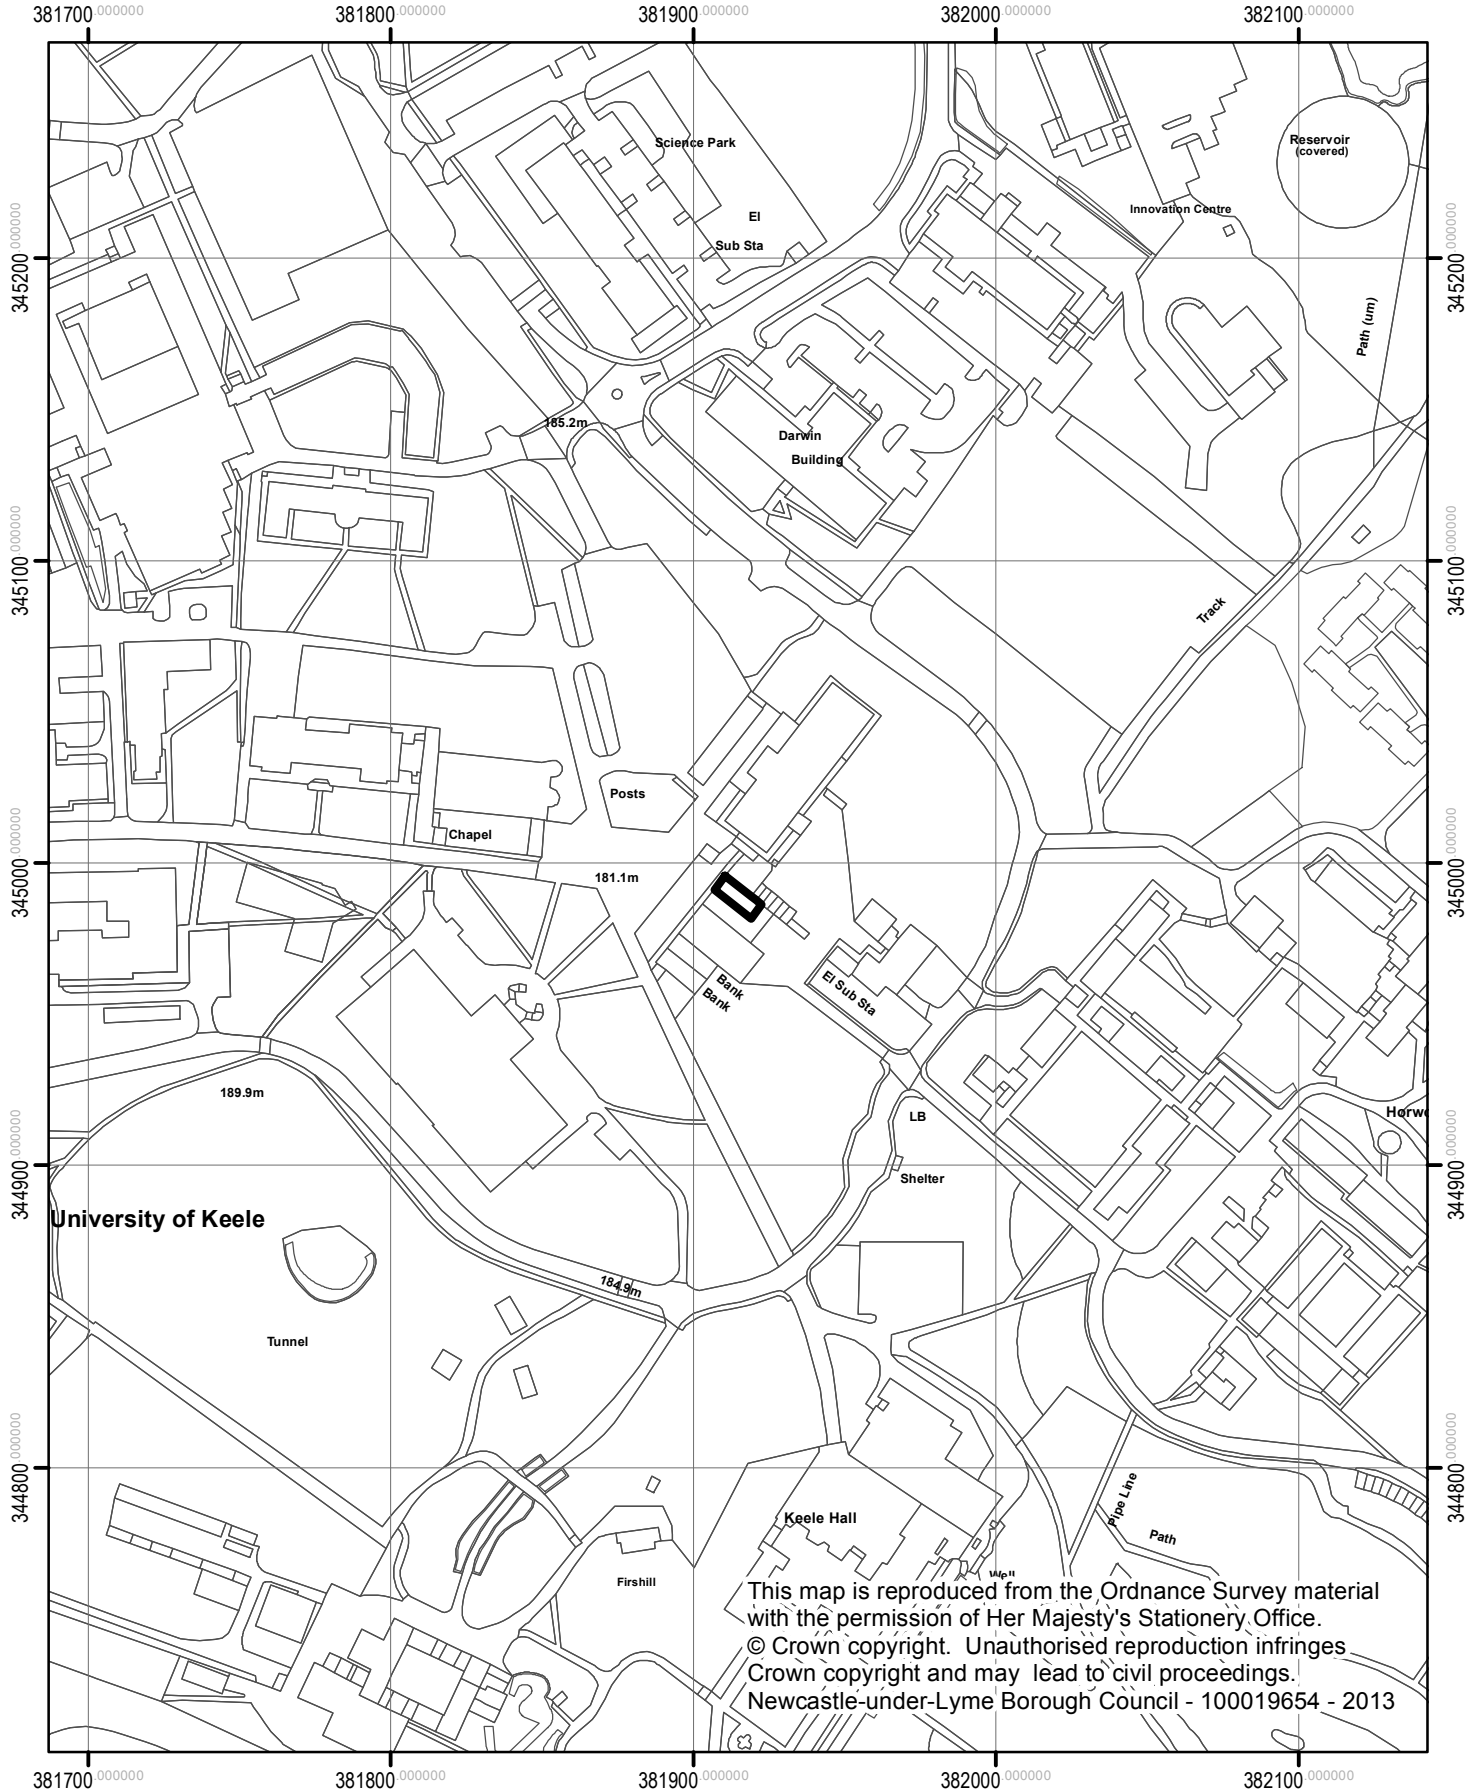 381700.000000 381800.000000 381900.000000 382000.000000 382100.000000
Science Park
Reservoir
(covered)
Innovation Centre
El
Sub Sta
345200.000000
345200.000000
Path (um)
185.2m
Darwin
Building
345100.000000
345100.000000
Track
Posts
Chapel
181.1m
345000.000000
345000.000000
Bank
Bank
El Sub Sta
189.9m
LB
Horwo
Shelter
344900.000000
344900.000000
University of Keele
184.9m
Tunnel
344800.000000
344800.000000
Pipe Line
Keele Hall
Path
Well
Firshill
This map is reproduced from the Ordnance Survey material
with the permission of Her Majesty's Stationery Office.
© Crown copyright. Unauthorised reproduction infringes
Crown copyright and may lead to civil proceedings.
Newcastle-under-Lyme Borough Council - 100019654 - 2013
381700.000000 381800.000000 381900.000000 382000.000000 382100.000000